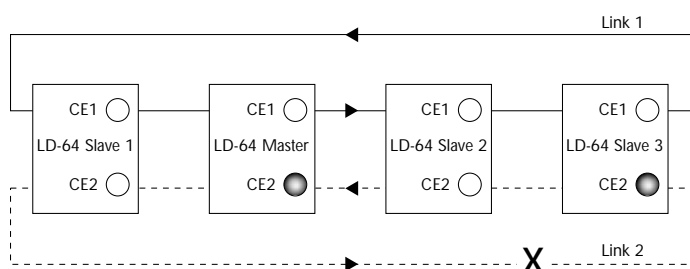 Link 1
CE1 CE1 CE1 CE1
LD-64 Slave 1 LD-64 Master LD-64 Slave 2 LD-64 Slave 3
CE2 CE2 CE2 CE2
X Link 2